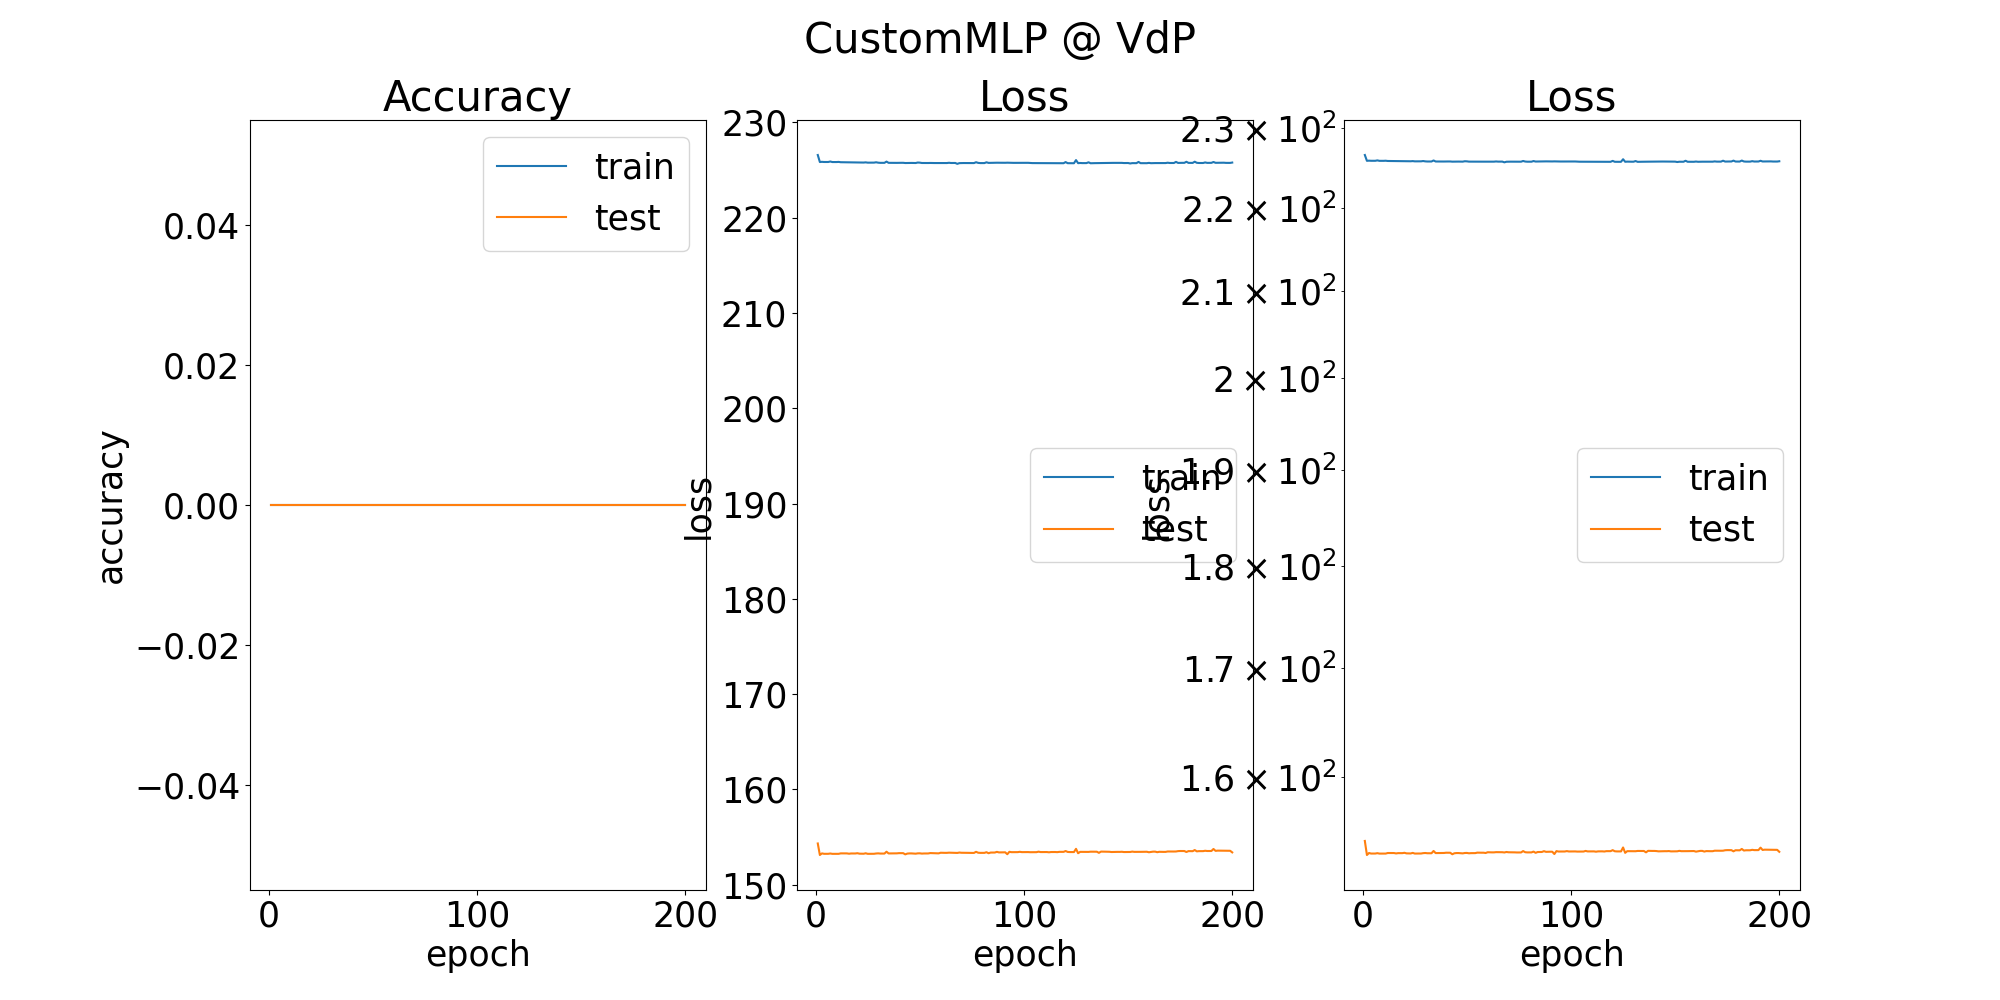 CustomMLP @ VdP
Accuracy
accuracy
0.04
0.02
0.00
−0.02
−0.04
0
100
200
epoch
train
test
Loss
loss
230
220
210
200
190
180
170
160
150
0
100
200
epoch
train
test
Loss
loss
2.3 × 10²
2.2 × 10²
2.1 × 10²
2 × 10²
1.9 × 10²
1.8 × 10²
1.7 × 10²
1.6 × 10²
0
100
200
epoch
train
test